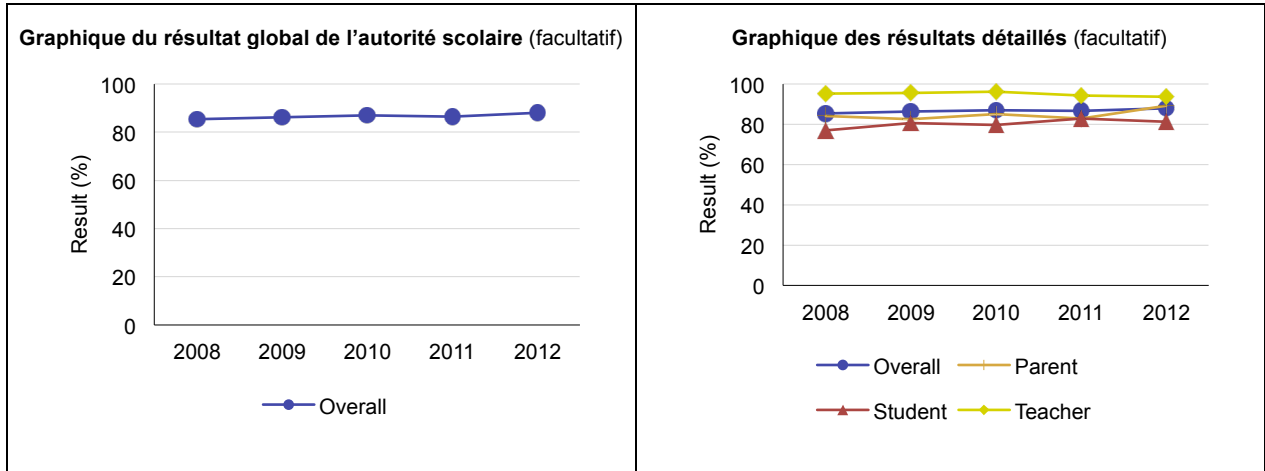 Graphique du résultat global de l’autorité scolaire (facultatif)
Result (%)
100
80
60
40
20
0
2008 2009 2010 2011 2012
Overall
Graphique des résultats détaillés (facultatif)
Result (%)
100
80
60
40
20
0
2008 2009 2010 2011 2012
Overall Parent
Student Teacher